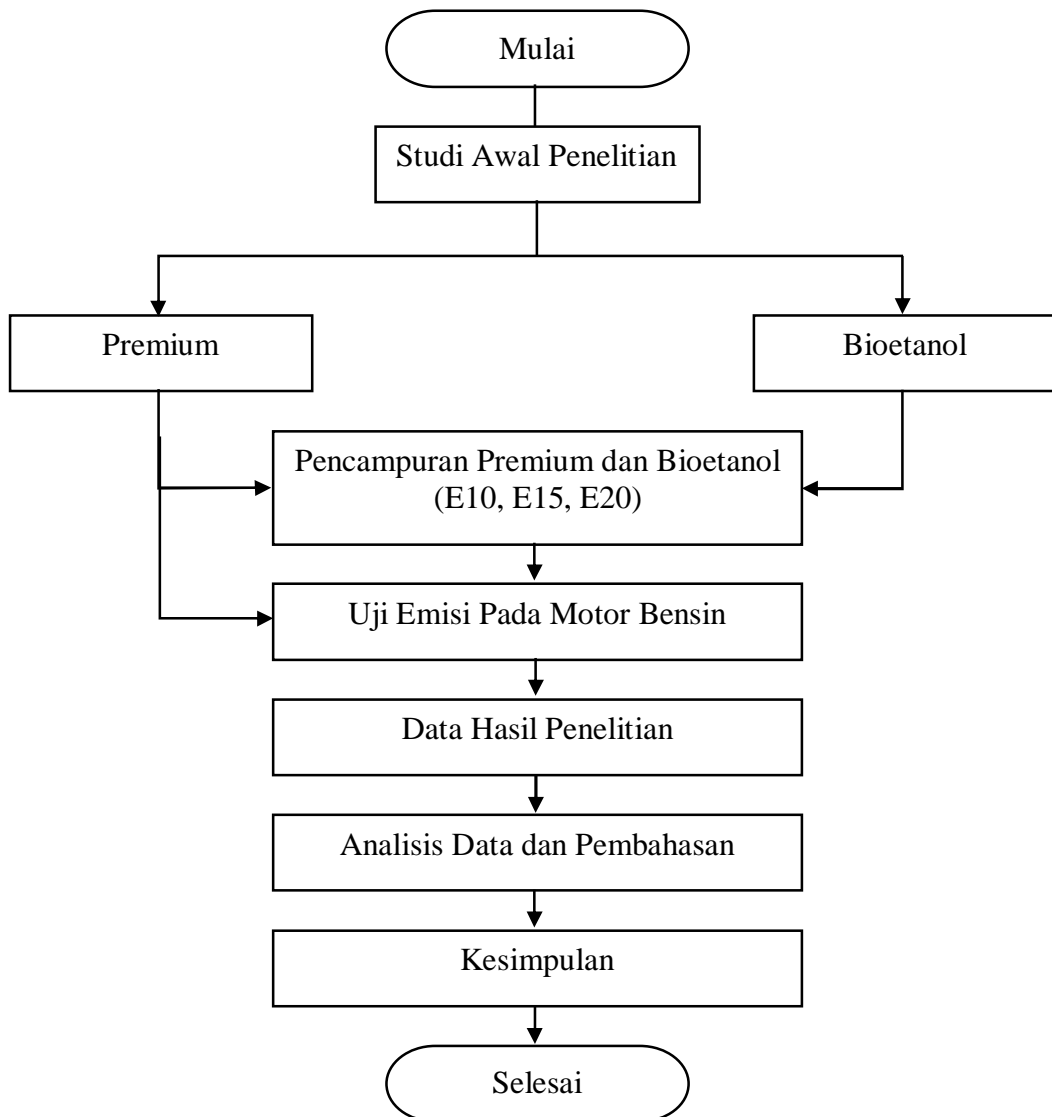 Mulai
Studi Awal Penelitian
Premium
Bioetanol
Pencampuran Premium dan Bioetanol
(E10, E15, E20)
Uji Emisi Pada Motor Bensin
Data Hasil Penelitian
Analisis Data dan Pembahasan
Kesimpulan
Selesai